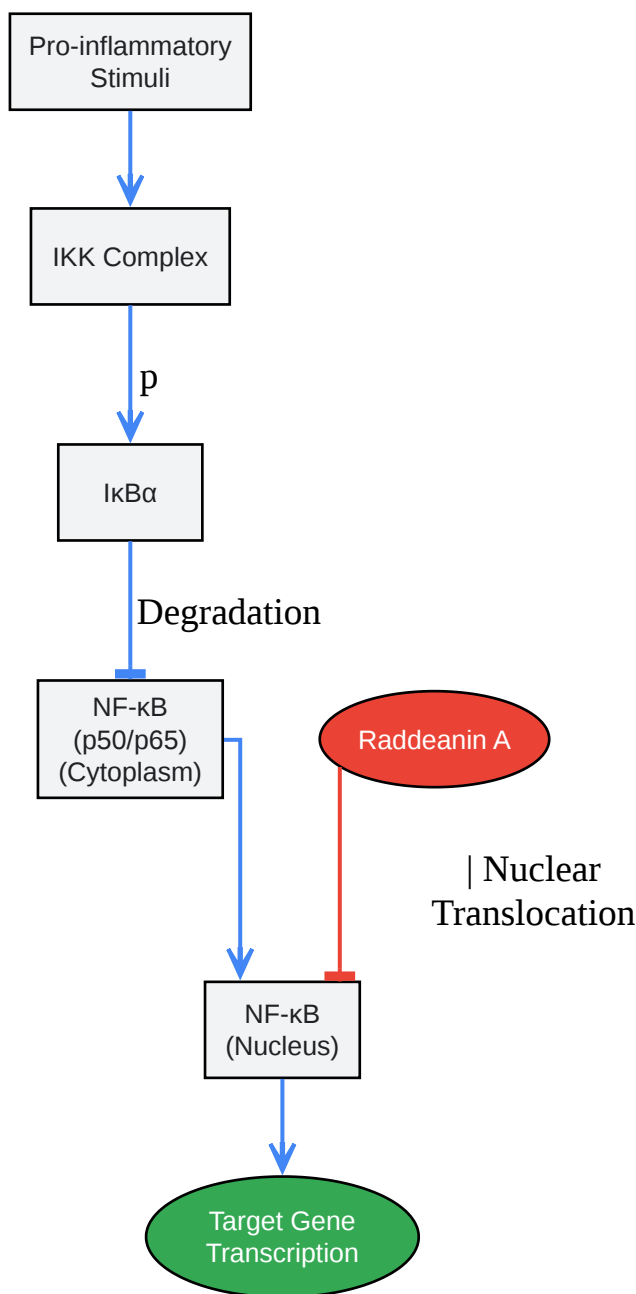 Pro-inflammatory
Stimuli
IKK Complex
p
IκBα
Degradation
NF-κB
(p50/p65)
(Cytoplasm)
Raddeanin A
| Nuclear
Translocation
NF-κB
(Nucleus)
Target Gene
Transcription